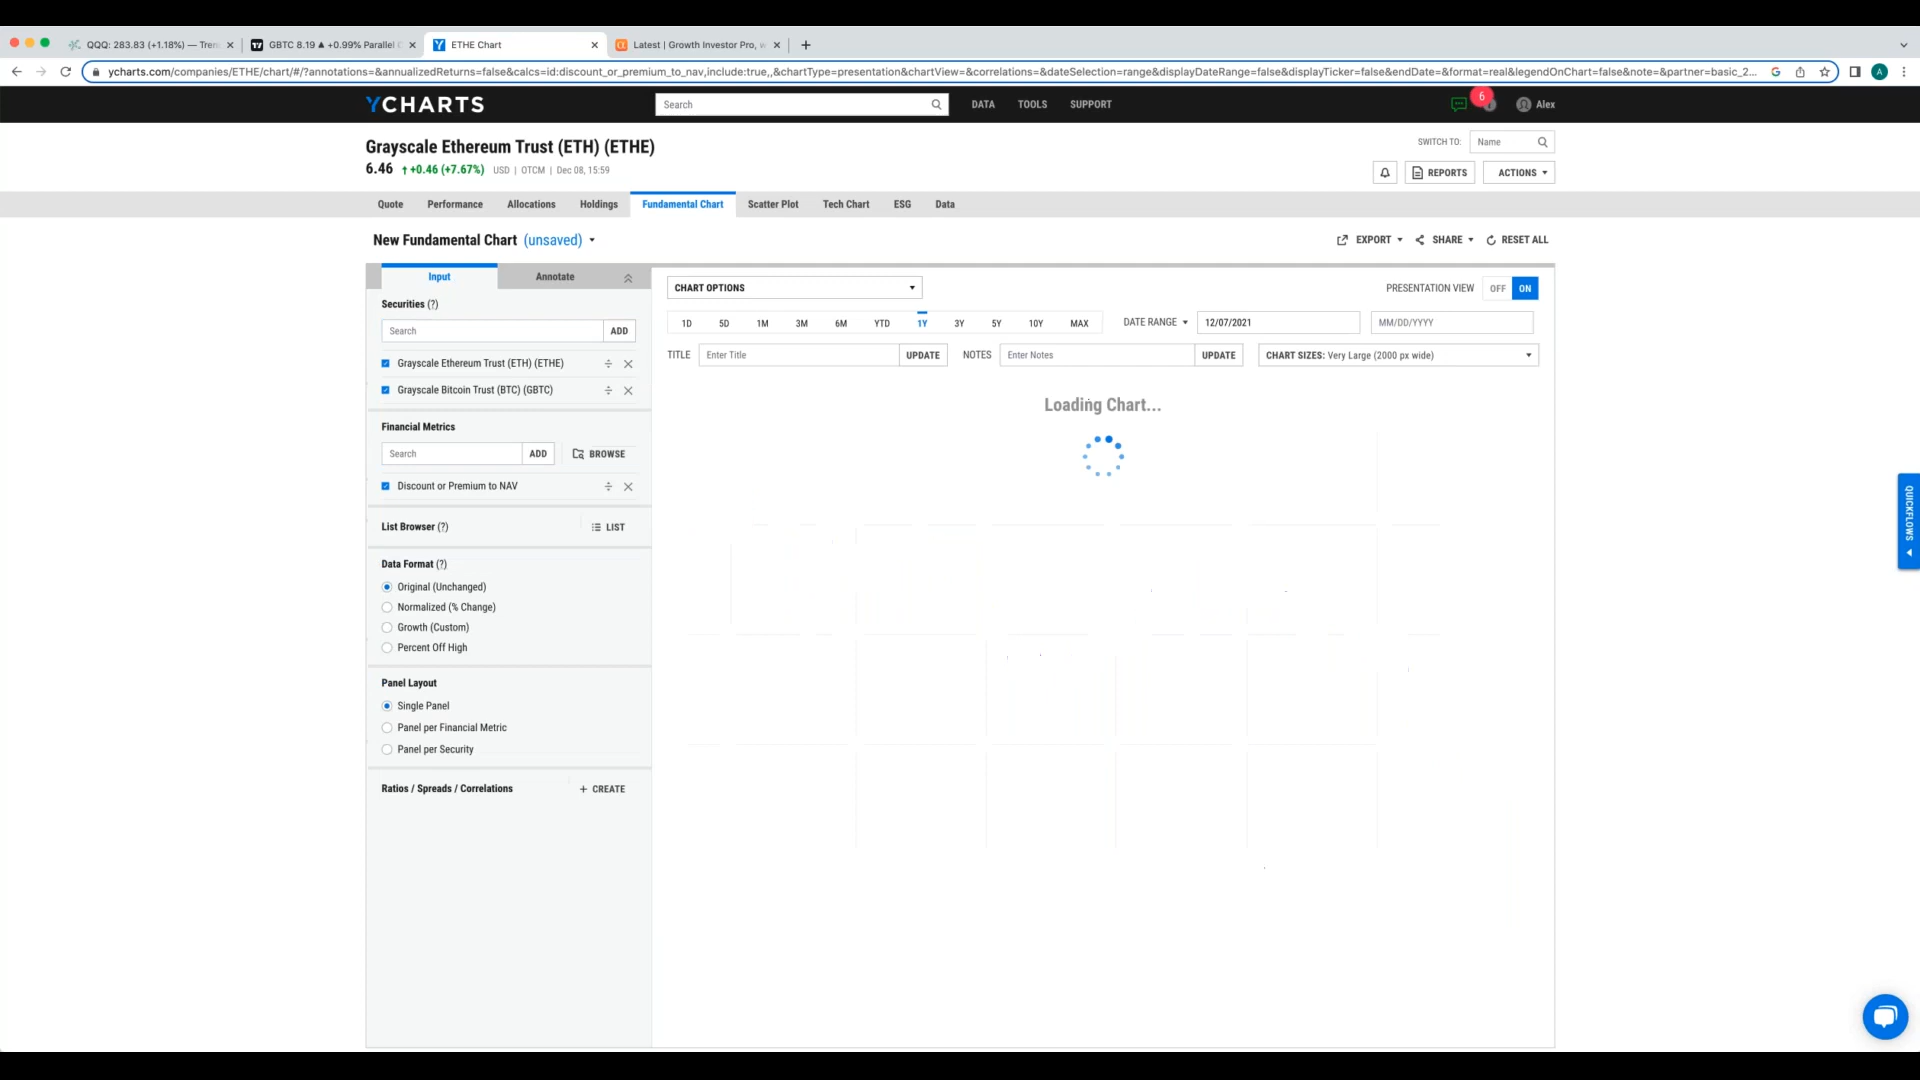 QQQ: 283.83 (+1.18%) — Tren
GBTC 8.19 ▲ +0.99% Parallel C
ETHE Chart
Latest | Growth Investor Pro, w
ycharts.com/companies/ETHE/chart/#/?annotations=&annualizedReturns=false&calcs=id:discount_or_premium_to_nav,include:true,,&chartType=presentation&chartView=&correlations=&dateSelection=range&displayDateRange=false&displayTicker=false&endDate=&format=real&legendOnChart=false&note=&partner=basic_2...
YCHARTS
Search
DATA
TOOLS
SUPPORT
6
Alex
Grayscale Ethereum Trust (ETH) (ETHE)
SWITCH TO:
Name
6.46 ↑ +0.46 (+7.67%) USD | OTCM | Dec 08, 15:59
REPORTS
ACTIONS
Quote
Performance
Allocations
Holdings
Fundamental Chart
Scatter Plot
Tech Chart
ESG
Data
New Fundamental Chart (unsaved)
EXPORT
SHARE
RESET ALL
Input
Annotate
CHART OPTIONS
PRESENTATION VIEW
OFF
ON
Securities (?)
Search
ADD
1D
5D
1M
3M
6M
YTD
1Y
3Y
5Y
10Y
MAX
DATE RANGE
12/07/2021
MM/DD/YYYY
TITLE
Enter Title
UPDATE
NOTES
Enter Notes
UPDATE
CHART SIZES: Very Large (2000 px wide)
Grayscale Ethereum Trust (ETH) (ETHE)
Grayscale Bitcoin Trust (BTC) (GBTC)
Loading Chart...
Financial Metrics
Search
ADD
BROWSE
Discount or Premium to NAV
List Browser (?)
LIST
Data Format (?)
Original (Unchanged)
Normalized (% Change)
Growth (Custom)
Percent Off High
Panel Layout
Single Panel
Panel per Financial Metric
Panel per Security
Ratios / Spreads / Correlations
+ CREATE
QUICKFLOWS
A